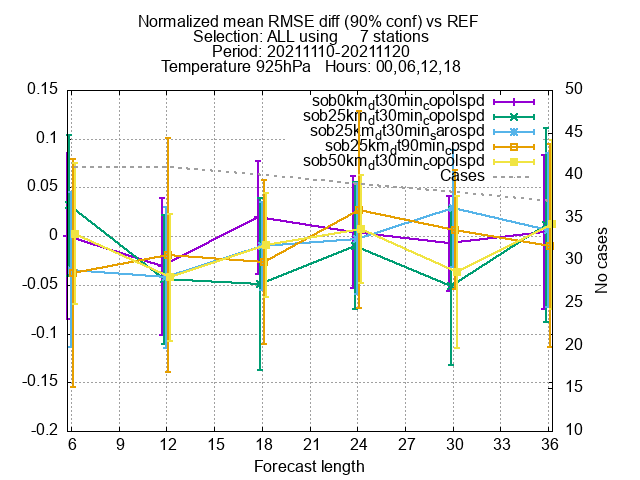 Normalized mean RMSE diff (90% conf) vs REF
Selection: ALL using 7 stations
Period: 20211110-20211120
Temperature 925hPa Hours: 00,06,12,18
sob0km_dt30min_copolspd
sob25km_dt30min_copolspd
sob25km_dt30min_sarospd
sob25km_dt90min_cpspd
sob50km_dt30min_copolspd
Cases
0.15
0.1
0.05
0
-0.05
-0.1
-0.15
-0.2
50
45
40
35
30
25
20
15
10
No cases
6 9 12 15 18 21 24 27 30 33 36
Forecast length